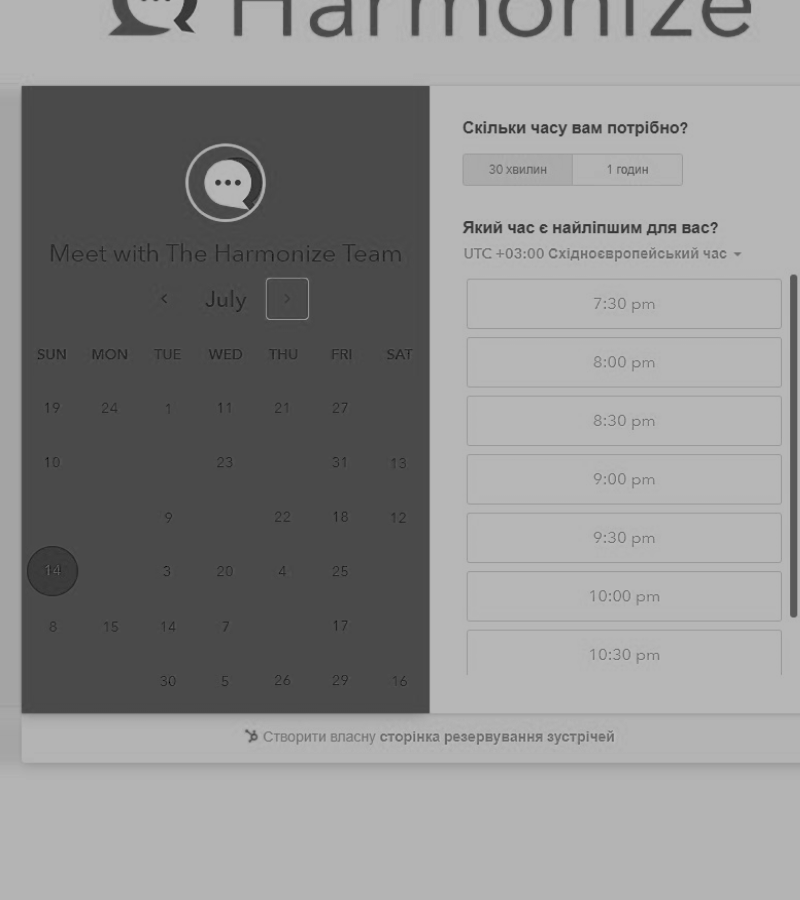 Harmonize
Meet with The Harmonize Team
July
SUN MON TUE WED THU FRI SAT
19 24 1 11 21 27
10 23 31 13
9 22 18 12
14 3 20 4 25
8 15 14 7 17
30 5 26 29 16
Скільки часу вам потрібно?
30 хвилин 1 годин
Який час є найліпшим для вас?
UTC +03:00 Східноєвропейський час
7:30 pm
8:00 pm
8:30 pm
9:00 pm
9:30 pm
10:00 pm
10:30 pm
Створити власну сторінка резервування зустрічей